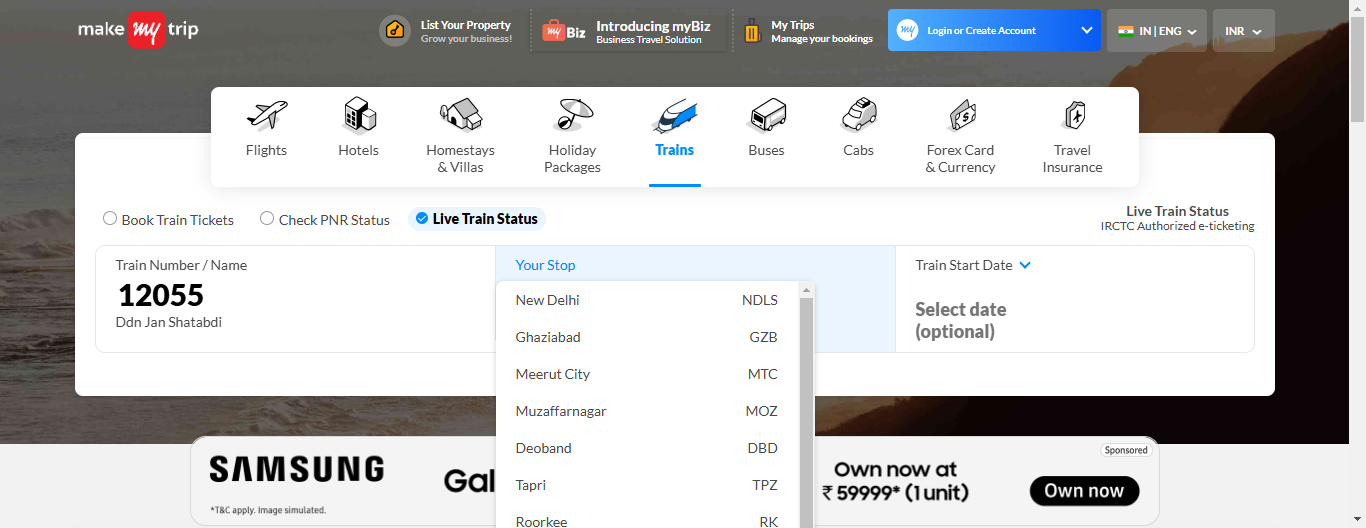 make my trip
List Your Property
Grow your business!
my Biz
Introducing myBiz
Business Travel Solution
My Trips
Manage your bookings
my Login or Create Account
IN | ENG
INR
Flights
Hotels
Homestays
& Villas
Holiday
Packages
Trains
Buses
Cabs
Forex Card
& Currency
Travel
Insurance
Book Train Tickets
Check PNR Status
Live Train Status
Live Train Status
IRCTC Authorized e-ticketing
Train Number / Name
12055
Ddn Jan Shatabdi
Your Stop
Train Start Date
Select date
(optional)
New Delhi NDLS
Ghaziabad GZB
Meerut City MTC
Muzaffarnagar MOZ
Deoband DBD
Tapri TPZ
Roorkee RK
SAMSUNG
*T&C apply. Image simulated.
Gal
Own now at
₹ 59999* (1 unit)
Sponsored
Own now